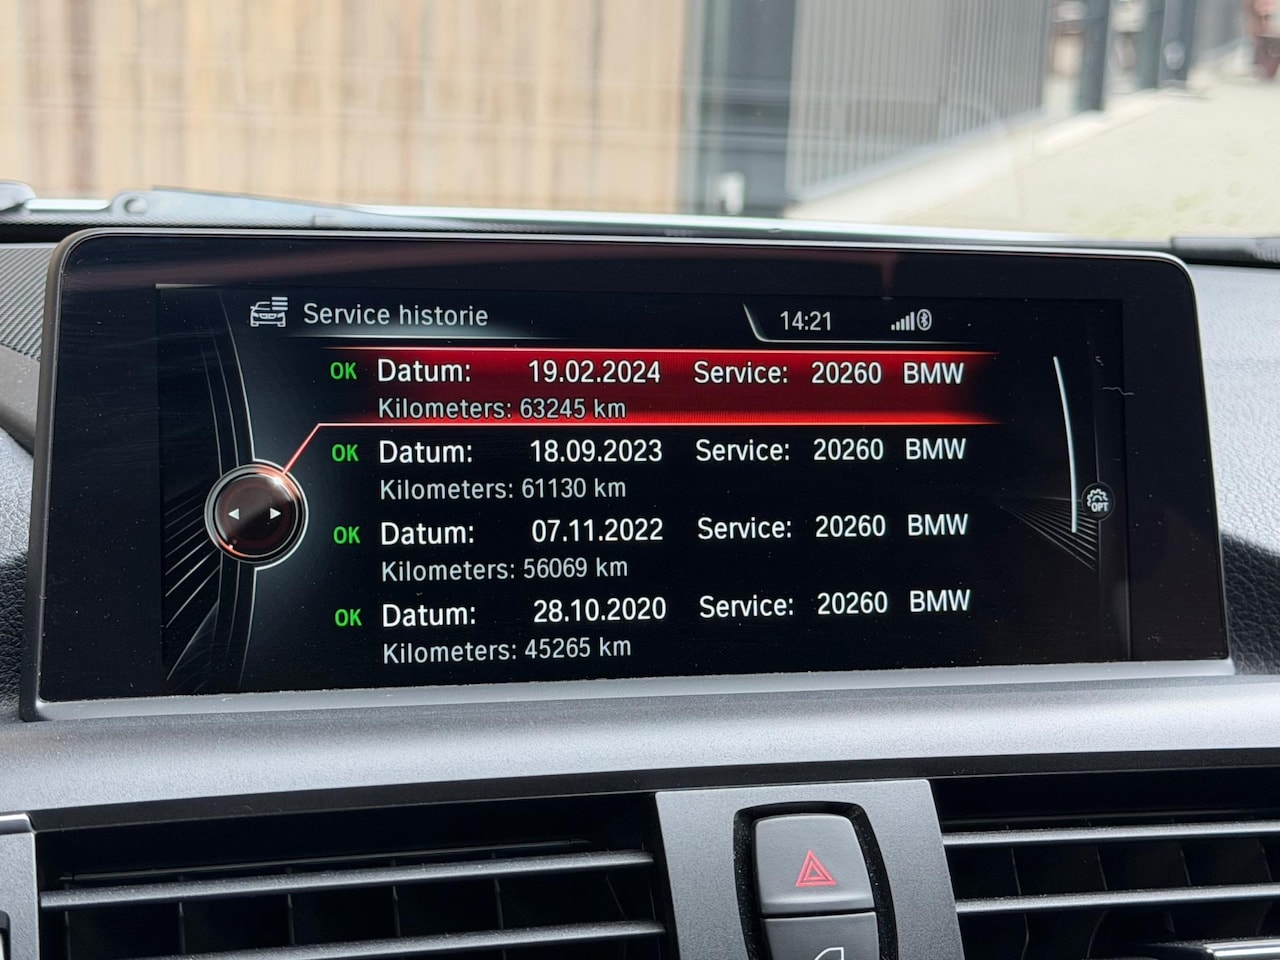 Service historie 14:21
OK Datum: 19.02.2024 Service: 20260 BMW
Kilometers: 63245 km
OK Datum: 18.09.2023 Service: 20260 BMW
Kilometers: 61130 km
OK Datum: 07.11.2022 Service: 20260 BMW
Kilometers: 56069 km
OK Datum: 28.10.2020 Service: 20260 BMW
Kilometers: 45265 km
OPT